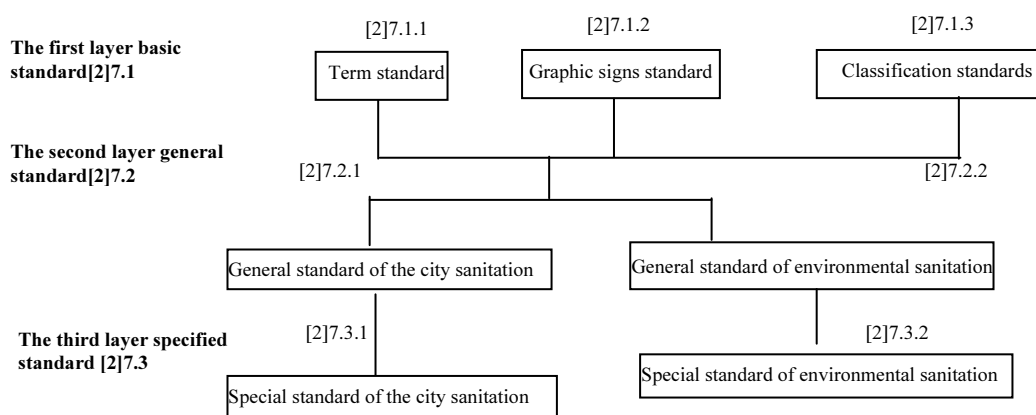 [2]7.1.1
[2]7.1.2
[2]7.1.3
The first layer basic
standard[2]7.1
Term standard
Graphic signs standard
Classification standards
The second layer general
standard[2]7.2
[2]7.2.1
[2]7.2.2
General standard of the city sanitation
General standard of environmental sanitation
The third layer specified
standard [2]7.3
[2]7.3.1
[2]7.3.2
Special standard of the city sanitation
Special standard of environmental sanitation